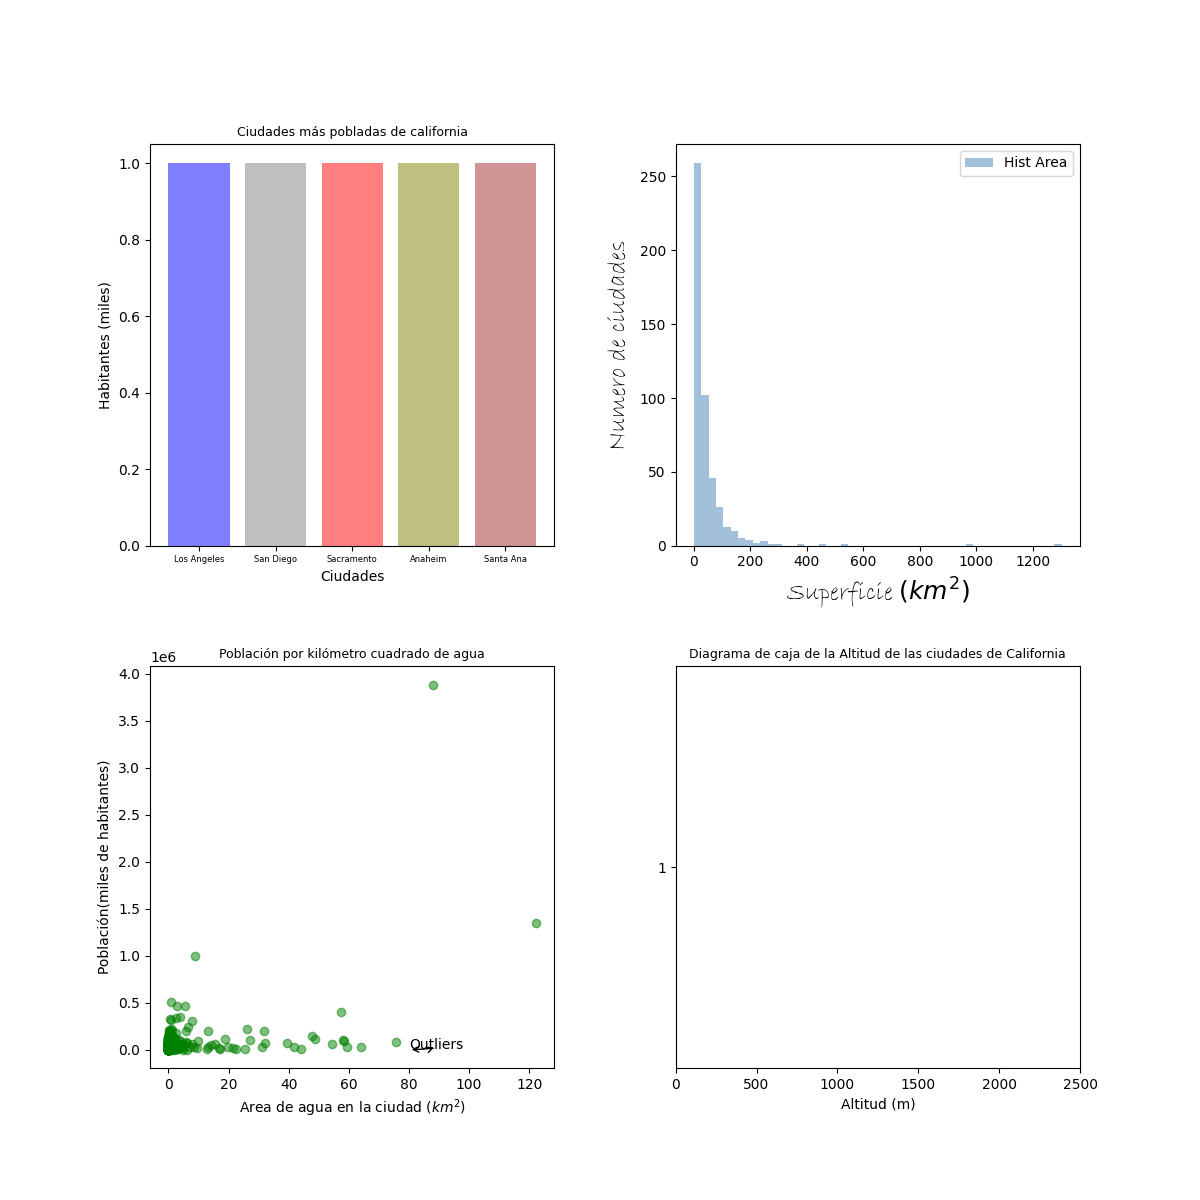 Ciudades más pobladas de california
1.0
0.8
0.6
0.4
0.2
0.0
Habitantes (miles)
Los Angeles San Diego Sacramento Anaheim Santa Ana
Ciudades
Hist Area
250
200
150
100
50
0
Numero de ciudades
0 200 400 600 800 1000 1200
Superficie (km²)
Población por kilómetro cuadrado de agua
1e6
4.0
3.5
3.0
2.5
2.0
1.5
1.0
0.5
0.0
Población(miles de habitantes)
Outliers
0 20 40 60 80 100 120
Area de agua en la ciudad (km²)
Diagrama de caja de la Altitud de las ciudades de California
1
0 500 1000 1500 2000 2500
Altitud (m)